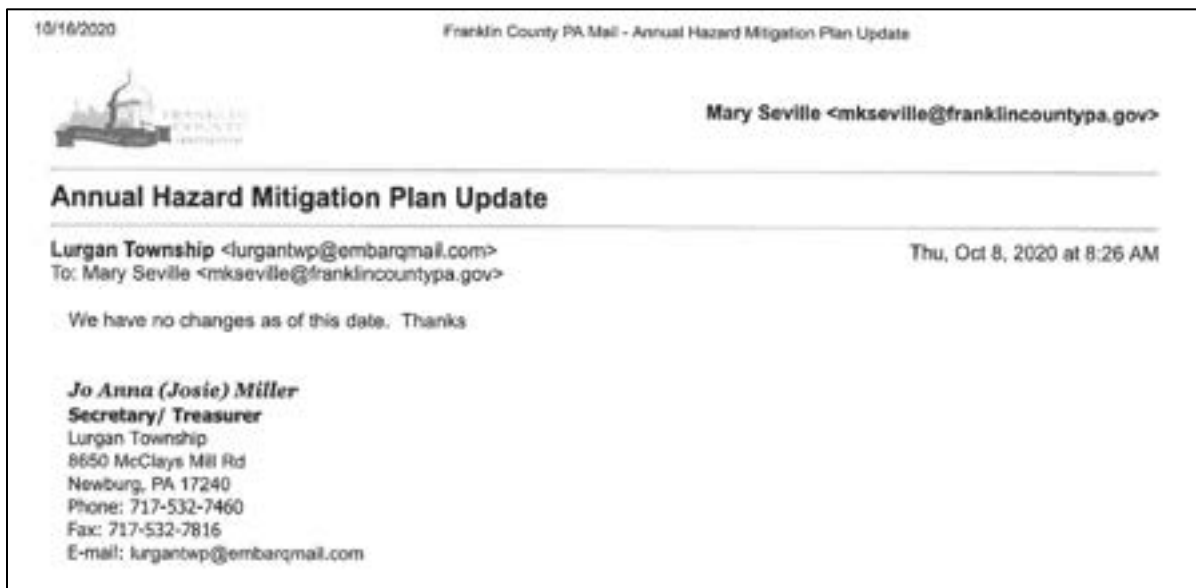 10/16/2020 Franklin County PA Mail - Annual Hazard Mitigation Plan Update
FRANKLIN
COUNTY
Mary Seville <mkseville@franklincountypa.gov>
Annual Hazard Mitigation Plan Update
Lurgan Township <lurgantwp@embarqmail.com> Thu, Oct 8, 2020 at 8:26 AM
To: Mary Seville <mkseville@franklincountypa.gov>
We have no changes as of this date. Thanks
Jo Anna (Josie) Miller
Secretary/ Treasurer
Lurgan Township
8650 McClays Mill Rd
Newburg, PA 17240
Phone: 717-532-7460
Fax: 717-532-7816
E-mail: lurgantwp@embarqmail.com